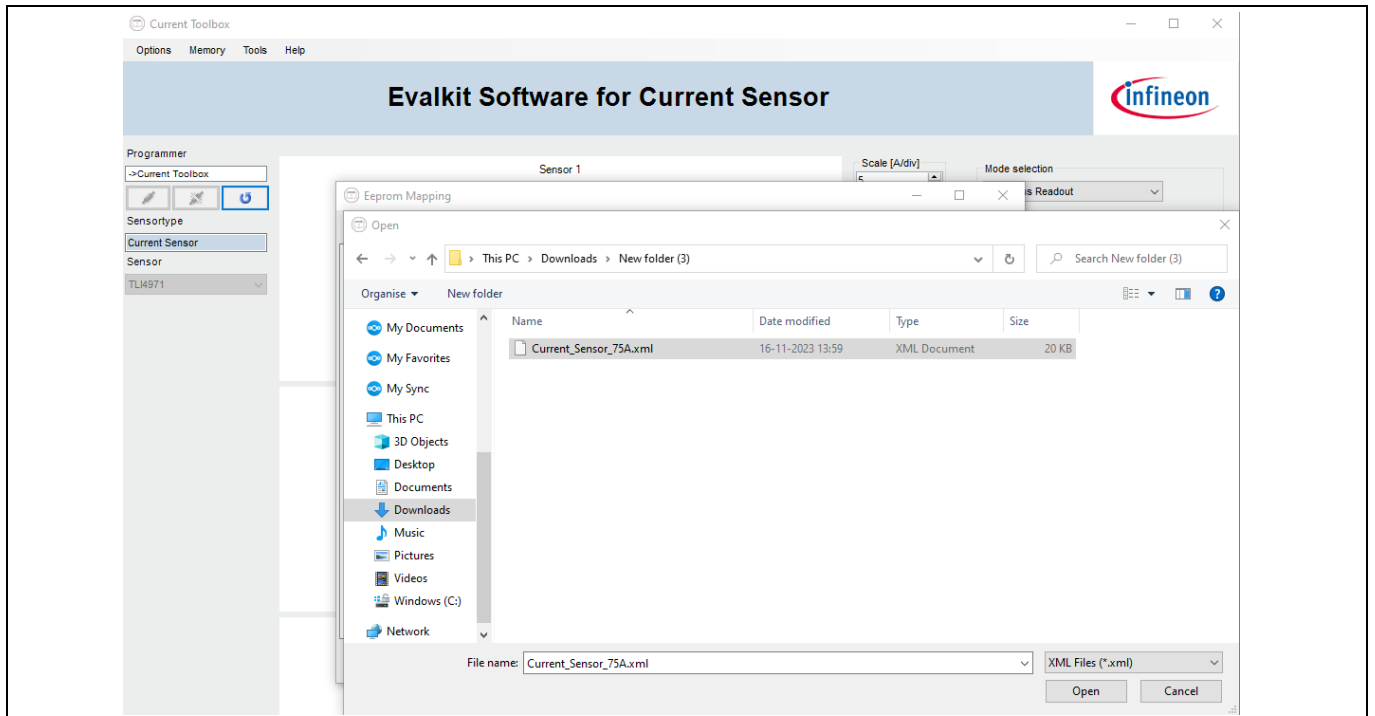 Current Toolbox
Options Memory Tools Help
Evalkit Software for Current Sensor
infineon
Programmer
->Current Toolbox
Sensortype
Current Sensor
Sensor
TLI4971
Sensor 1
Scale [A/div]
5
Mode selection
is Readout
Eeprom Mapping
Open
This PC > Downloads > New folder (3)
Search New folder (3)
Organise New folder
My Documents
My Favorites
My Sync
This PC
3D Objects
Desktop
Documents
Downloads
Music
Pictures
Videos
Windows (C:)
Network
Name Date modified Type Size
Current_Sensor_75A.xml 16-11-2023 13:59 XML Document 20 KB
File name: Current_Sensor_75A.xml XML Files (*.xml)
Open Cancel